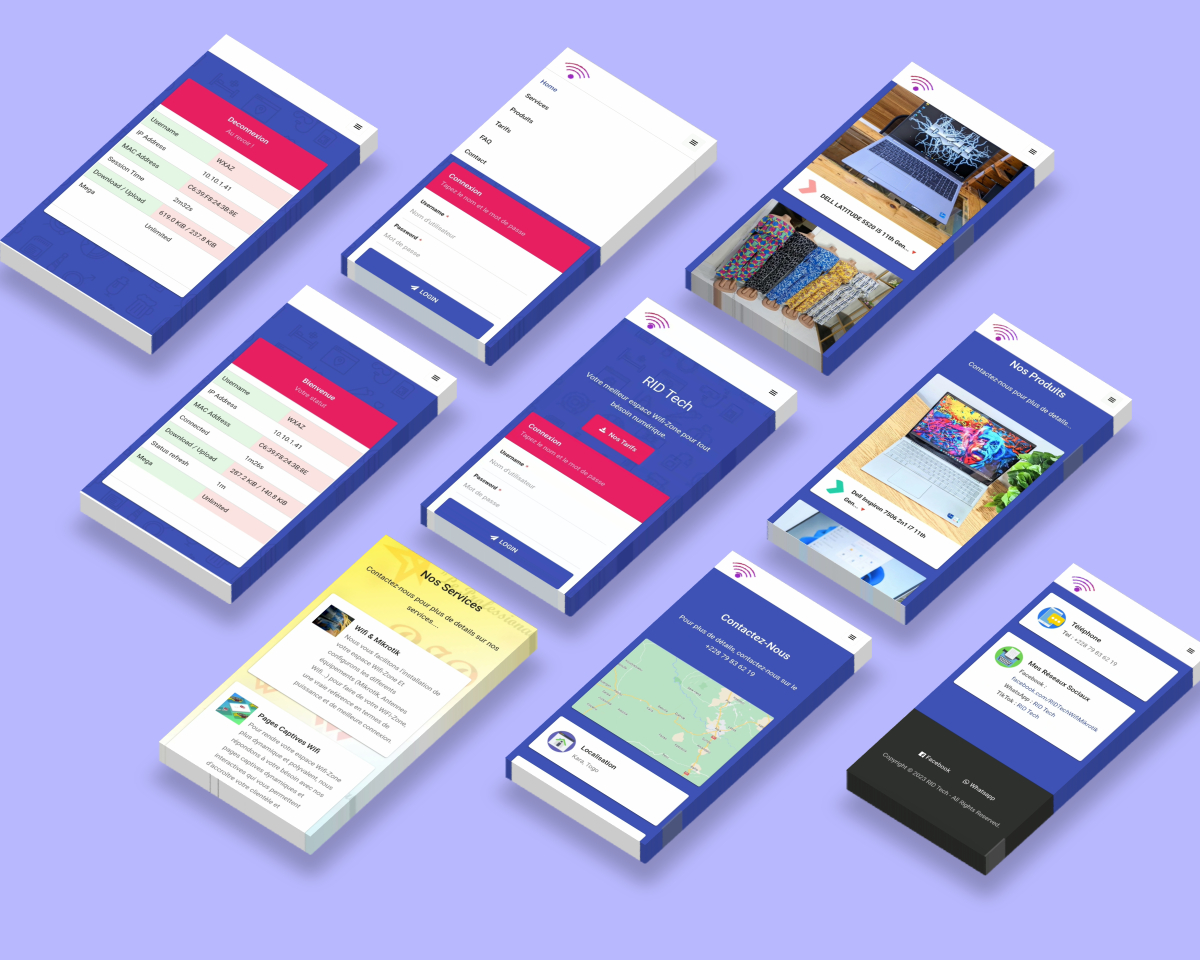 Deconnexion
Au revoir !
Username
WXAZ
IP Address
10.10.1.41
MAC Address
C6:39:F8:24:3B:8E
Session Time
2m32s
Download / Upload
619.0 KiB / 237.8 KiB
Mega
Unlimited
Home
Services
Produits
Tarifs
FAQ
Contact
Connexion
Tapez le nom et le mot de passe
Username *
Nom d'utilisateur
Password *
Mot de passe
LOGIN
DELL LATITUDE 5520 i5 11th Gen...
Bienvenue
votre statut
Username
WXAZ
IP Address
10.10.1.41
MAC Address
C6:39:F8:24:3B:8E
Connected
1m26s
Download / Upload
287.2 KiB / 140.8 KiB
Status refresh
1m
Mega
Unlimited
RID Tech
Votre meilleur espace Wifi-Zone pour tout
besoin numérique.
Nos Tarifs
Connexion
Tapez le nom et le mot de passe
Username *
Nom d'utilisateur
Password *
Mot de passe
LOGIN
Nos Produits
Contactez-nous pour plus de details...
Dell Inspiron 7506 2n1 i7 11th
Gen...
Nos Services
Contactez-nous pour plus de details sur nos
services....
Wifi & Mikrotik
Nous vous facilitons l'installation de
votre espace Wifi-Zone Et
configurons les differents
équipements (Mikrotik, Antennes
Wifi...) pour faire de votre WiFi-Zone,
une vraie reference en termes de
puissance et de meilleure connexion
Pages Captives Wifi
Pour rendre votre espace Wifi-Zone
plus dynamique et polyvalent, nous
répondons à votre besoin avec nos
pages captives dynamiques et
interactives qui vous permettent
d'accroitre votre clientéle et
Contactez-Nous
Pour plus de détails, contactez-nous sur le
+228 79 83 62 19
Localisation
Kara, Togo
Téléphone
Tel : +228 79 83 62 19
Mes Réseaux Sociaux
Facebook :
facebook.com/RIDTechWifiMikrotik
WhatsApp : RID Tech
TikTok : RID Tech
Facebook
Whatsapp
Copyright © 2023 RID Tech - All Rights Reserved.